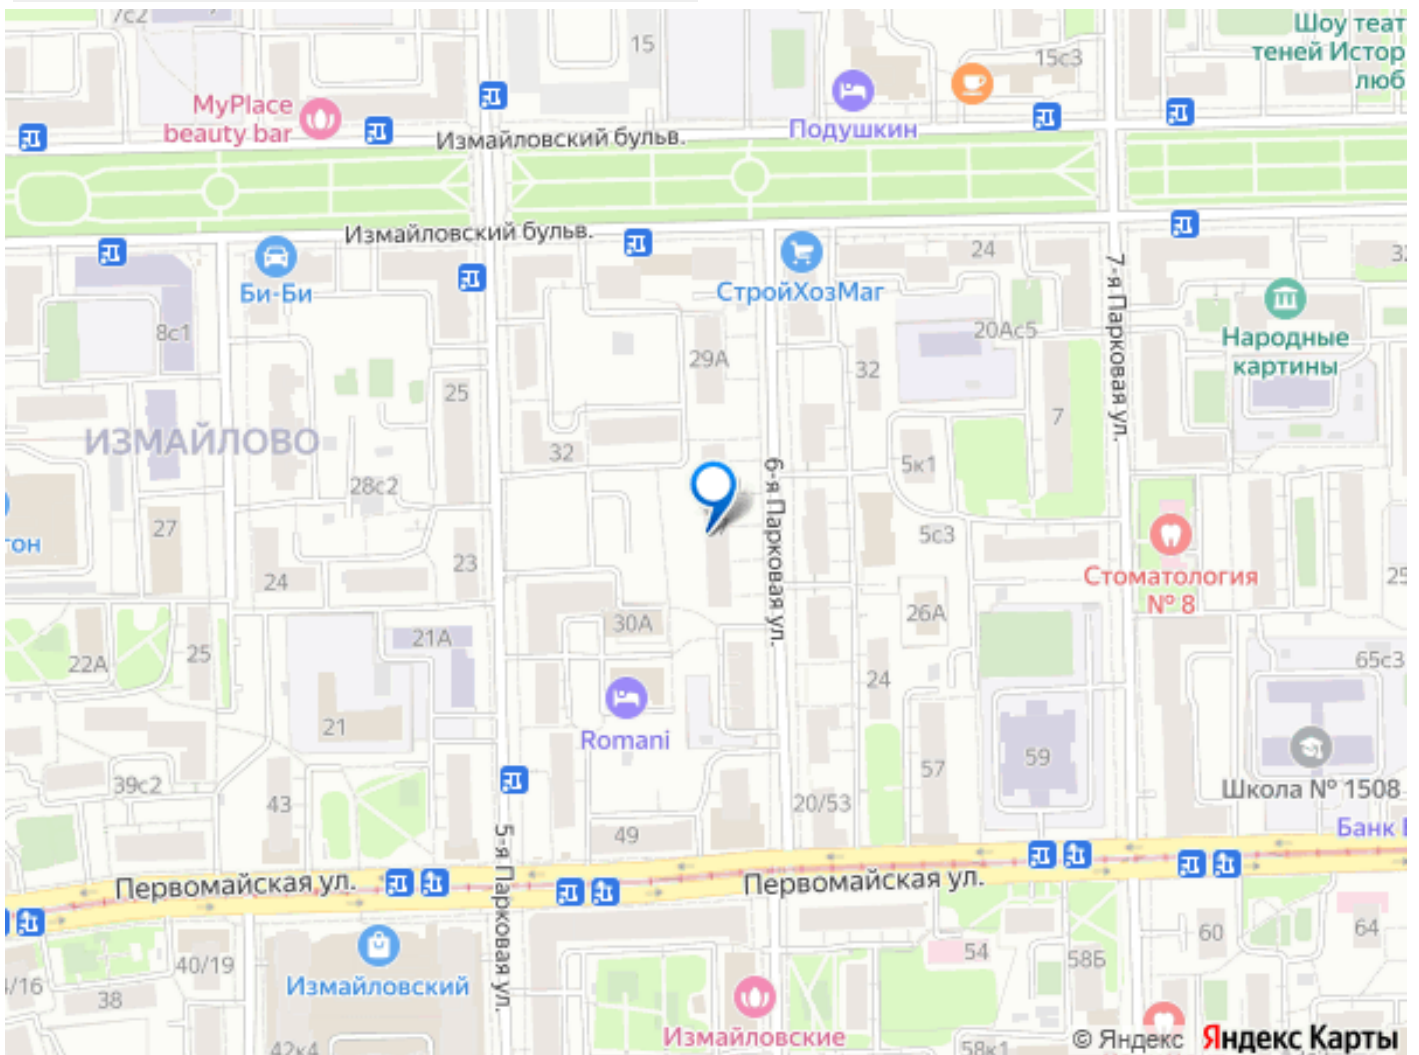 7с2
15
Шоу теат
теней Истор
люб
15с3
MyPlace
beauty bar
Подушкин
Измайловский бульв.
Измайловский бульв.
24
32
Би-Би
СтройХозМаг
7-я Парковая ул.
8с1
20Ас5
Народные
картины
29А
32
25
7
ИЗМАЙЛОВО
32
5к1
6-я Парковая ул.
28с2
27
тон
5с3
24
23
Стоматология
№ 8
25
30А
26А
21А
22А
25
65с3
24
21
Romani
59
57
39с2
43
20/53
Школа № 1508
49
Банк
5-я Парковая ул.
Первомайская ул.
Первомайская ул.
60
64
40/19
54
58Б
/16
38
Измайловский
Измайловские
42к4
58к1
© Яндекс Яндекс Карты